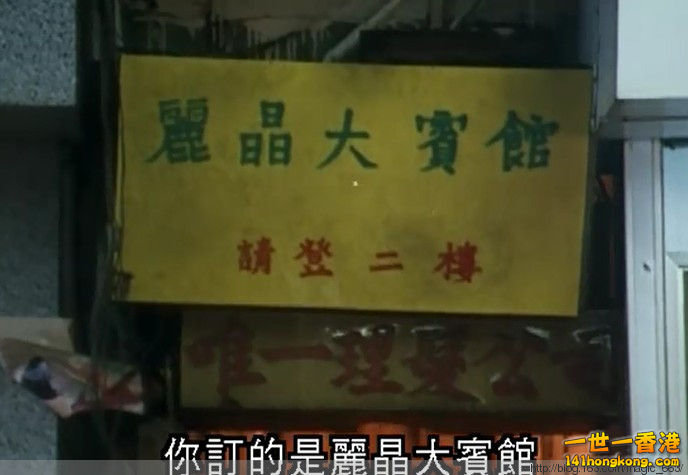 麗晶大賓館
請登二樓
唯一理髮公司
你訂的是麗晶大賓館
一世一香港
141hongkong.com